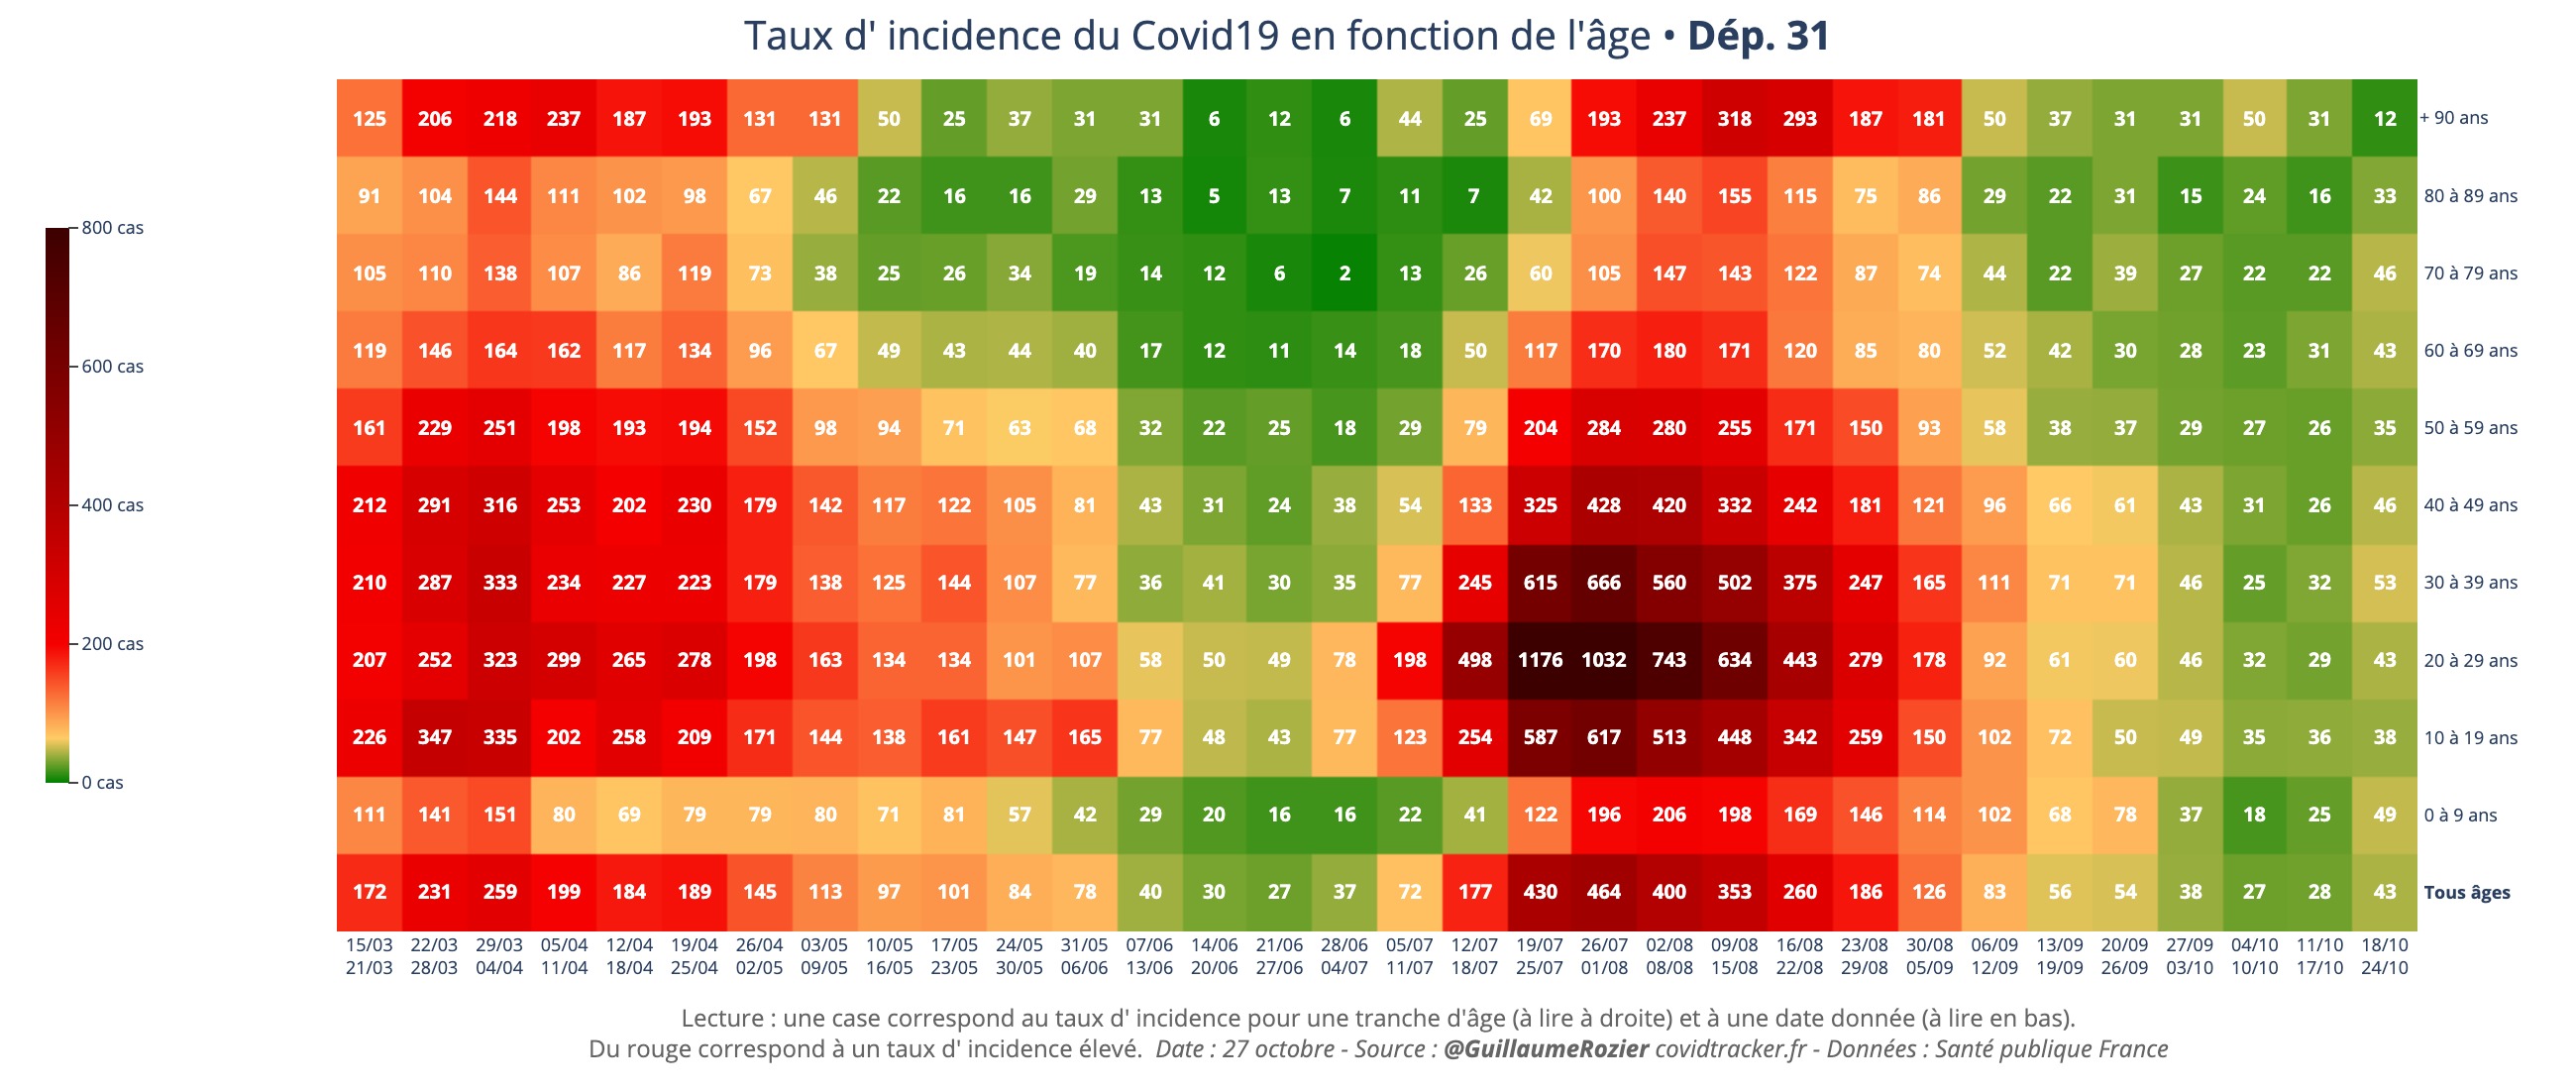 Taux d' incidence du Covid19 en fonction de l'âge • Dép. 31
800 cas
600 cas
400 cas
200 cas
0 cas
125 206 218 237 187 193 131 131 50 25 37 31 31 6 12 6 44 25 69 193 237 318 293 187 181 50 37 31 31 50 31 12 + 90 ans
91 104 144 111 102 98 67 46 22 16 16 29 13 5 13 7 11 7 42 100 140 155 115 75 86 29 22 31 15 24 16 33 80 à 89 ans
105 110 138 107 86 119 73 38 25 26 34 19 14 12 6 2 13 26 60 105 147 143 122 87 74 44 22 39 27 22 22 46 70 à 79 ans
119 146 164 162 117 134 96 67 49 43 44 40 17 12 11 14 18 50 117 170 180 171 120 85 80 52 42 30 28 23 31 43 60 à 69 ans
161 229 251 198 193 194 152 98 94 71 63 68 32 22 25 18 29 79 204 284 280 255 171 150 93 58 38 37 29 27 26 35 50 à 59 ans
212 291 316 253 202 230 179 142 117 122 105 81 43 31 24 38 54 133 325 428 420 332 242 181 121 96 66 61 43 31 26 46 40 à 49 ans
210 287 333 234 227 223 179 138 125 144 107 77 36 41 30 35 77 245 615 666 560 502 375 247 165 111 71 71 46 25 32 53 30 à 39 ans
207 252 323 299 265 278 198 163 134 134 101 107 58 50 49 78 198 498 1176 1032 743 634 443 279 178 92 61 60 46 32 29 43 20 à 29 ans
226 347 335 202 258 209 171 144 138 161 147 165 77 48 43 77 123 254 587 617 513 448 342 259 150 102 72 50 49 35 36 38 10 à 19 ans
111 141 151 80 69 79 79 80 71 81 57 42 29 20 16 16 22 41 122 196 206 198 169 146 114 102 68 78 37 18 25 49 0 à 9 ans
172 231 259 199 184 189 145 113 97 101 84 78 40 30 27 37 72 177 430 464 400 353 260 186 126 83 56 54 38 27 28 43 Tous âges
15/03 22/03 29/03 05/04 12/04 19/04 26/04 03/05 10/05 17/05 24/05 31/05 07/06 14/06 21/06 28/06 05/07 12/07 19/07 26/07 02/08 09/08 16/08 23/08 30/08 06/09 13/09 20/09 27/09 04/10 11/10 18/10
21/03 28/03 04/04 11/04 18/04 25/04 02/05 09/05 16/05 23/05 30/05 06/06 13/06 20/06 27/06 04/07 11/07 18/07 25/07 01/08 08/08 15/08 22/08 29/08 05/09 12/09 19/09 26/09 03/10 10/10 17/10 24/10
Lecture : une case correspond au taux d' incidence pour une tranche d'âge (à lire à droite) et à une date donnée (à lire en bas).
Du rouge correspond à un taux d' incidence élevé. Date : 27 octobre - Source : @GuillaumeRozier covidtracker.fr - Données : Santé publique France